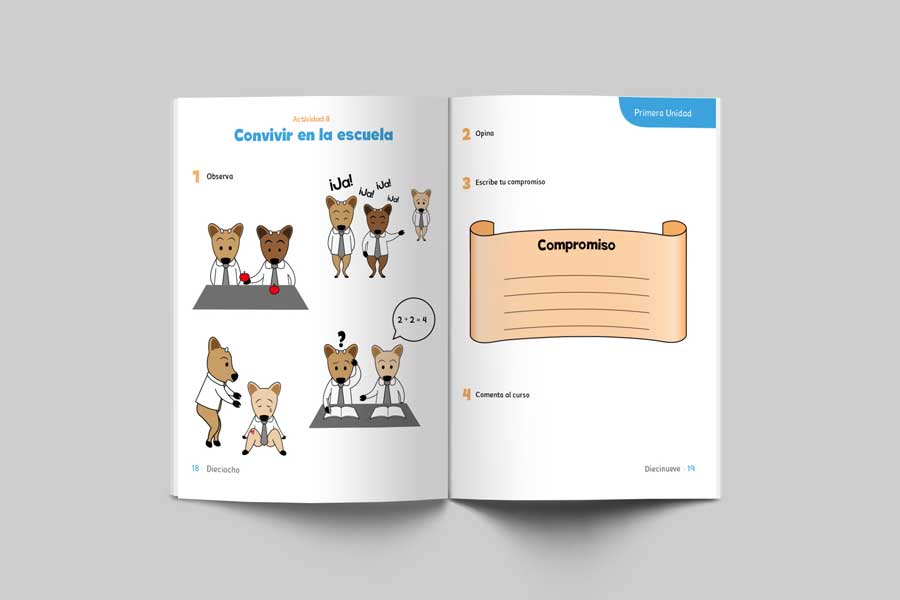 Actividad 8
Convivir en la escuela
1 Observa
¡Ja!
¡Ja!
¡Ja!
¡Ja!
?
2 + 2 = 4
18 · Dieciocho
Primera Unidad
2 Opina
3 Escribe tu compromiso
Compromiso
4 Comenta al curso
Diecinueve · 19